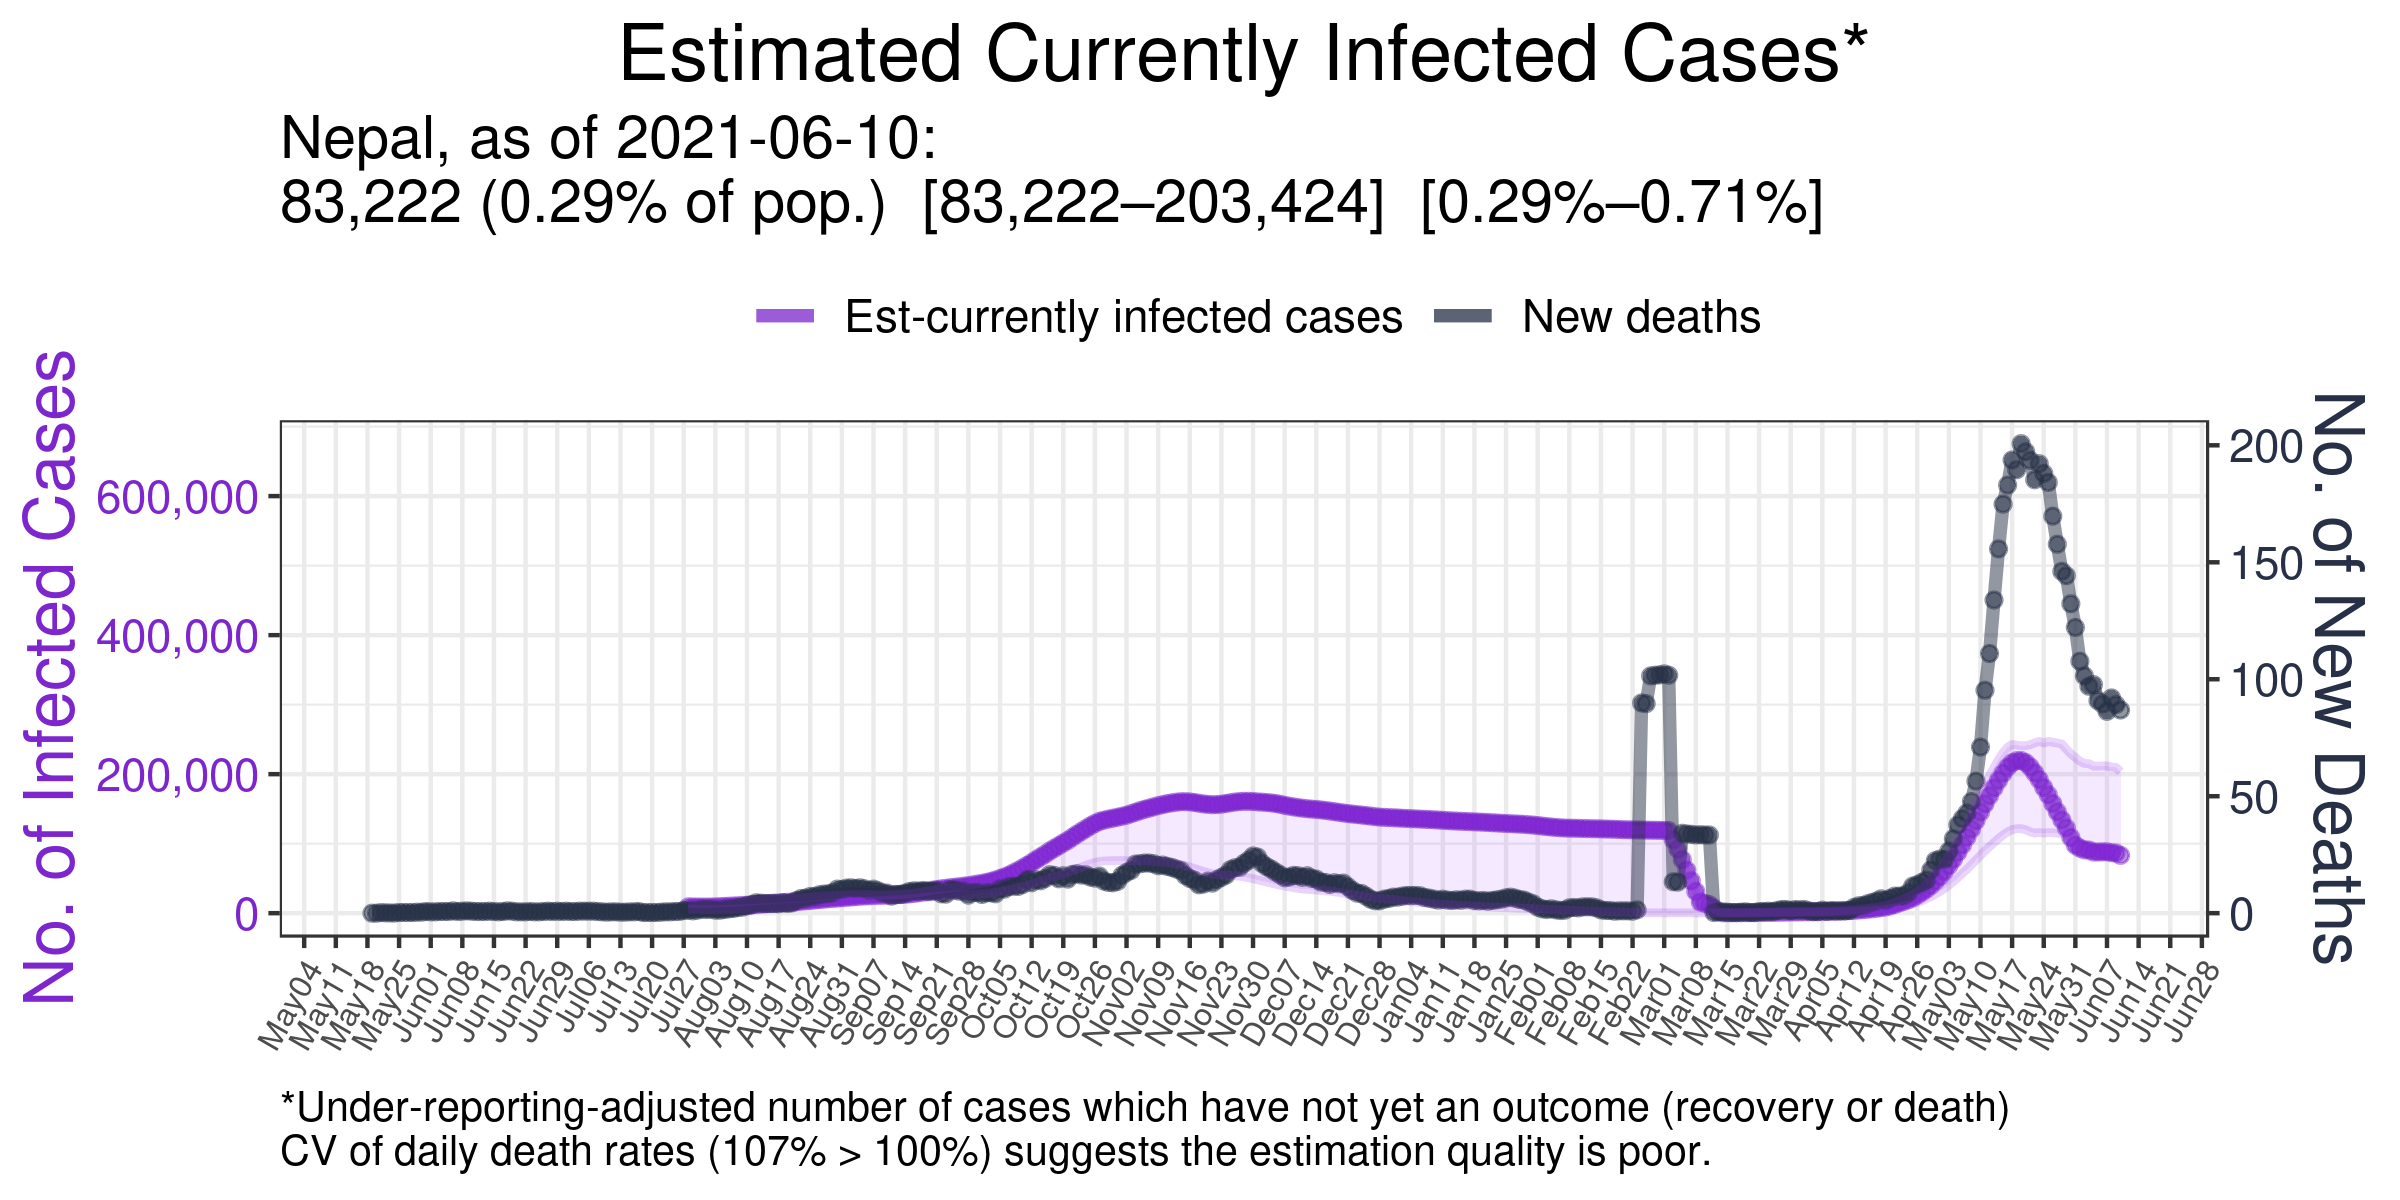 Estimated Currently Infected Cases*
Nepal, as of 2021-06-10:
83,222 (0.29% of pop.) [83,222–203,424] [0.29%–0.71%]
Est-currently infected cases
New deaths
No. of Infected Cases
600,000
400,000
200,000
0
200
150
100
50
0
No. of New Deaths
May04
May11
May18
May25
Jun01
Jun08
Jun15
Jun22
Jun29
Jul06
Jul13
Jul20
Jul27
Aug03
Aug10
Aug17
Aug24
Aug31
Sep07
Sep14
Sep21
Sep28
Oct05
Oct12
Oct19
Oct26
Nov02
Nov09
Nov16
Nov23
Nov30
Dec07
Dec14
Dec21
Dec28
Jan04
Jan11
Jan18
Jan25
Feb01
Feb08
Feb15
Feb22
Mar01
Mar08
Mar15
Mar22
Mar29
Apr05
Apr12
Apr19
Apr26
May03
May10
May17
May24
May31
Jun07
Jun14
Jun21
Jun28
*Under-reporting-adjusted number of cases which have not yet an outcome (recovery or death)
CV of daily death rates (107% > 100%) suggests the estimation quality is poor.